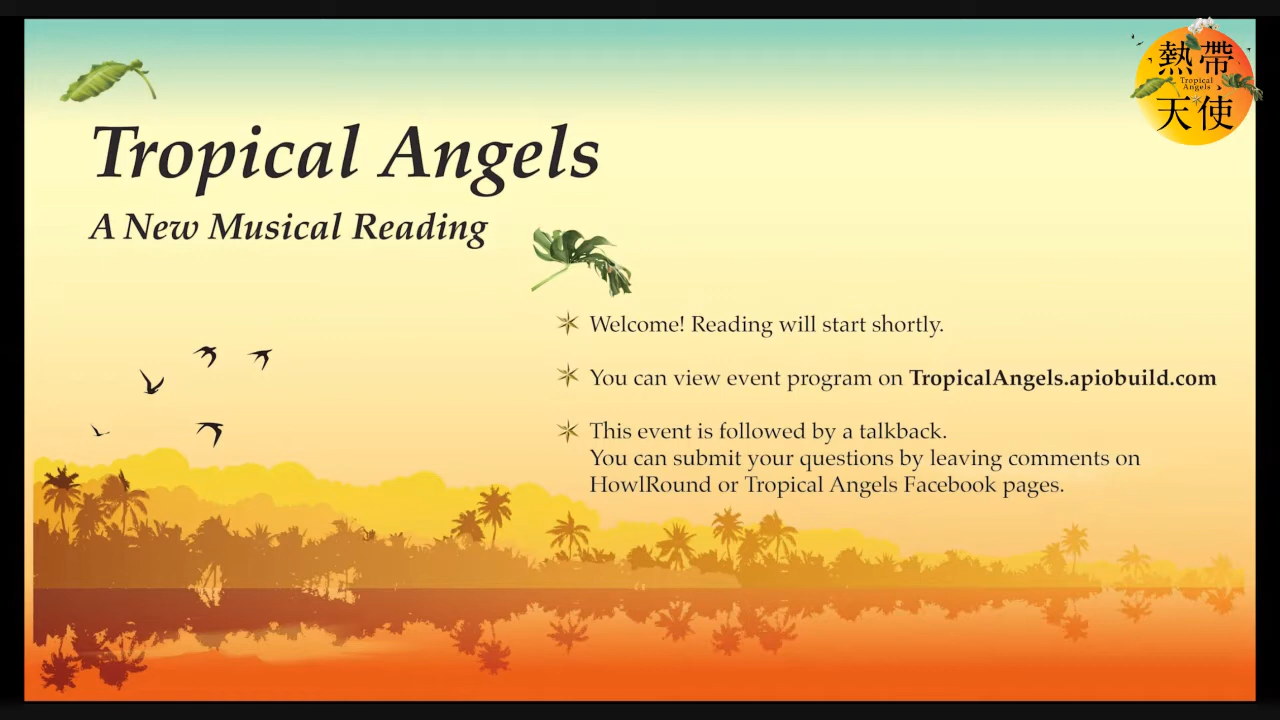 熱帶
Tropical
Angels
天使
Tropical Angels
A New Musical Reading
Welcome! Reading will start shortly.
You can view event program on TropicalAngels.apiobuild.com
This event is followed by a talkback.
You can submit your questions by leaving comments on
HowlRound or Tropical Angels Facebook pages.